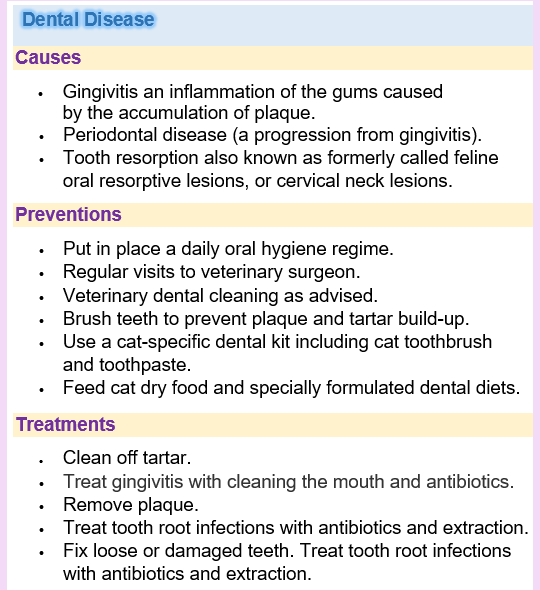 Dental Disease
Causes
• Gingivitis an inflammation of the gums caused
by the accumulation of plaque.
• Periodontal disease (a progression from gingivitis).
• Tooth resorption also known as formerly called feline
oral resorptive lesions, or cervical neck lesions.
Preventions
• Put in place a daily oral hygiene regime.
• Regular visits to veterinary surgeon.
• Veterinary dental cleaning as advised.
• Brush teeth to prevent plaque and tartar build-up.
• Use a cat-specific dental kit including cat toothbrush
and toothpaste.
• Feed cat dry food and specially formulated dental diets.
Treatments
• Clean off tartar.
• Treat gingivitis with cleaning the mouth and antibiotics.
• Remove plaque.
• Treat tooth root infections with antibiotics and extraction.
• Fix loose or damaged teeth. Treat tooth root infections
with antibiotics and extraction.